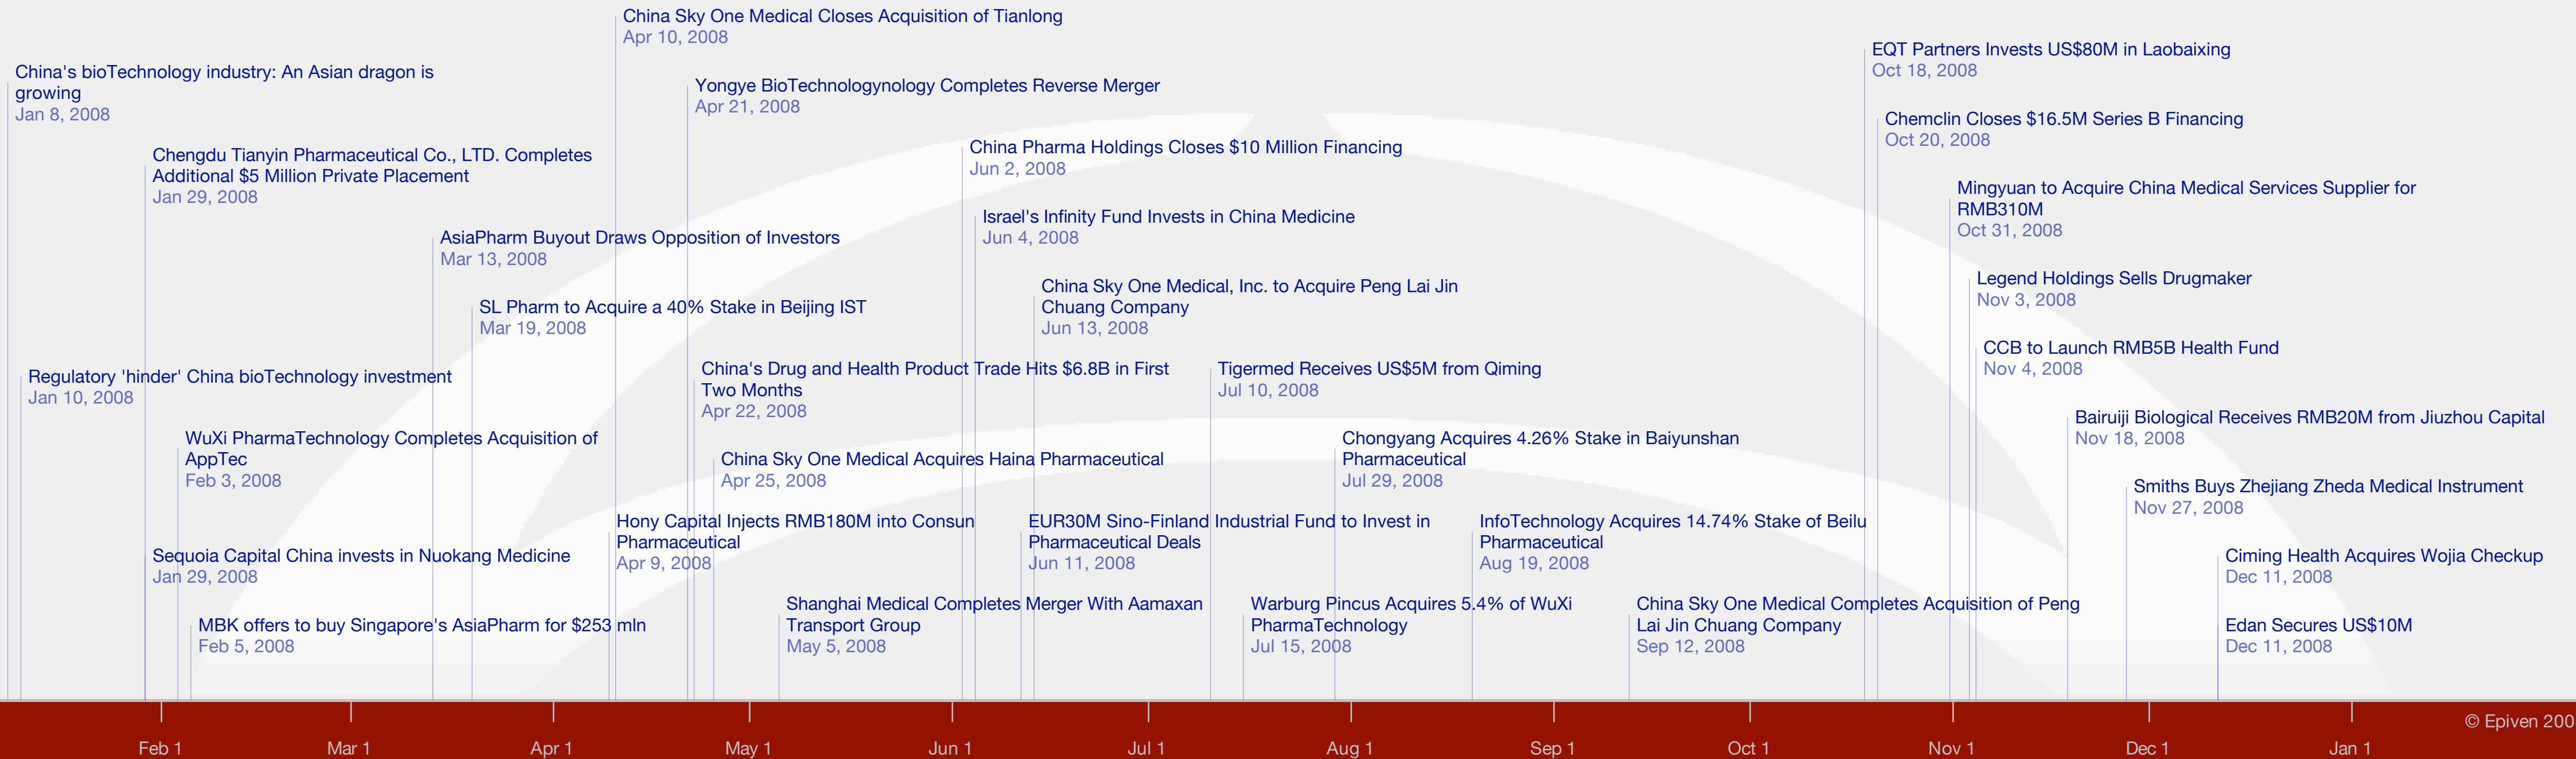 China Sky One Medical Closes Acquisition of Tianlong
Apr 10, 2008
EQT Partners Invests US$80M in Laobaixing
Oct 18, 2008
China's bioTechnology industry: An Asian dragon is
growing
Jan 8, 2008
Yongye BioTechnologynology Completes Reverse Merger
Apr 21, 2008
Chemclin Closes $16.5M Series B Financing
Oct 20, 2008
Chengdu Tianyin Pharmaceutical Co., LTD. Completes
Additional $5 Million Private Placement
Jan 29, 2008
China Pharma Holdings Closes $10 Million Financing
Jun 2, 2008
Mingyuan to Acquire China Medical Services Supplier for
RMB310M
Oct 31, 2008
Israel's Infinity Fund Invests in China Medicine
Jun 4, 2008
AsiaPharm Buyout Draws Opposition of Investors
Mar 13, 2008
Legend Holdings Sells Drugmaker
Nov 3, 2008
China Sky One Medical, Inc. to Acquire Peng Lai Jin
Chuang Company
Jun 13, 2008
SL Pharm to Acquire a 40% Stake in Beijing IST
Mar 19, 2008
CCB to Launch RMB5B Health Fund
Nov 4, 2008
Regulatory 'hinder' China bioTechnology investment
Jan 10, 2008
China's Drug and Health Product Trade Hits $6.8B in First
Two Months
Apr 22, 2008
Tigermed Receives US$5M from Qiming
Jul 10, 2008
Bairuiji Biological Receives RMB20M from Jiuzhou Capital
Nov 18, 2008
WuXi PharmaTechnology Completes Acquisition of
AppTec
Feb 3, 2008
China Sky One Medical Acquires Haina Pharmaceutical
Apr 25, 2008
Chongyang Acquires 4.26% Stake in Baiyunshan
Pharmaceutical
Jul 29, 2008
Smiths Buys Zhejiang Zheda Medical Instrument
Nov 27, 2008
Sequoia Capital China invests in Nuokang Medicine
Jan 29, 2008
Hony Capital Injects RMB180M into Consun
Pharmaceutical
Apr 9, 2008
EUR30M Sino-Finland Industrial Fund to Invest in
Pharmaceutical Deals
Jun 11, 2008
InfoTechnology Acquires 14.74% Stake of Beilu
Pharmaceutical
Aug 19, 2008
Ciming Health Acquires Wojia Checkup
Dec 11, 2008
MBK offers to buy Singapore's AsiaPharm for $253 mln
Feb 5, 2008
Shanghai Medical Completes Merger With Aamaxan
Transport Group
May 5, 2008
Warburg Pincus Acquires 5.4% of WuXi
PharmaTechnology
Jul 15, 2008
China Sky One Medical Completes Acquisition of Peng
Lai Jin Chuang Company
Sep 12, 2008
Edan Secures US$10M
Dec 11, 2008
© Epiven 200
Feb 1 Mar 1 Apr 1 May 1 Jun 1 Jul 1 Aug 1 Sep 1 Oct 1 Nov 1 Dec 1 Jan 1